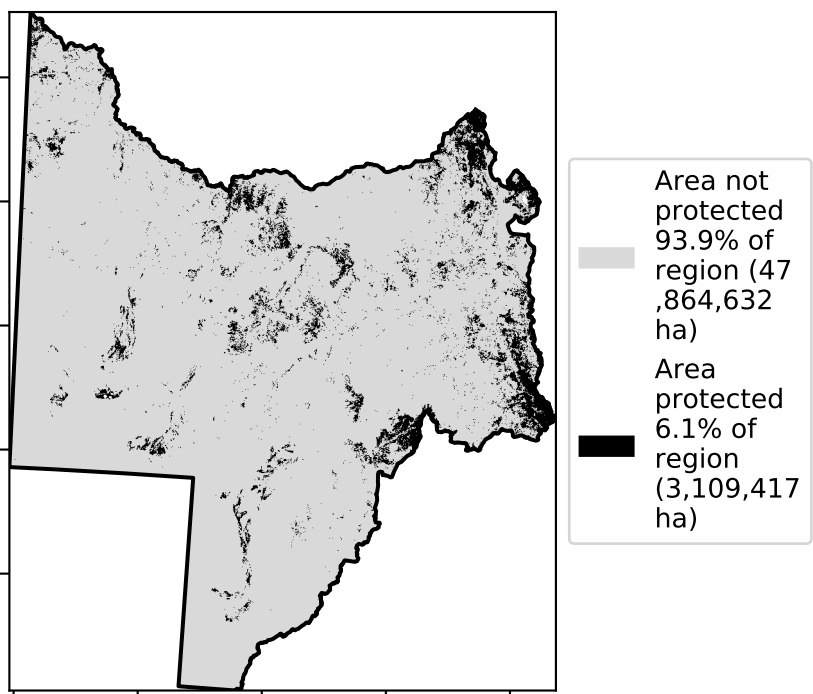 Area not
protected
93.9% of
region (47
,864,632
ha)
Area
protected
6.1% of
region
(3,109,417
ha)